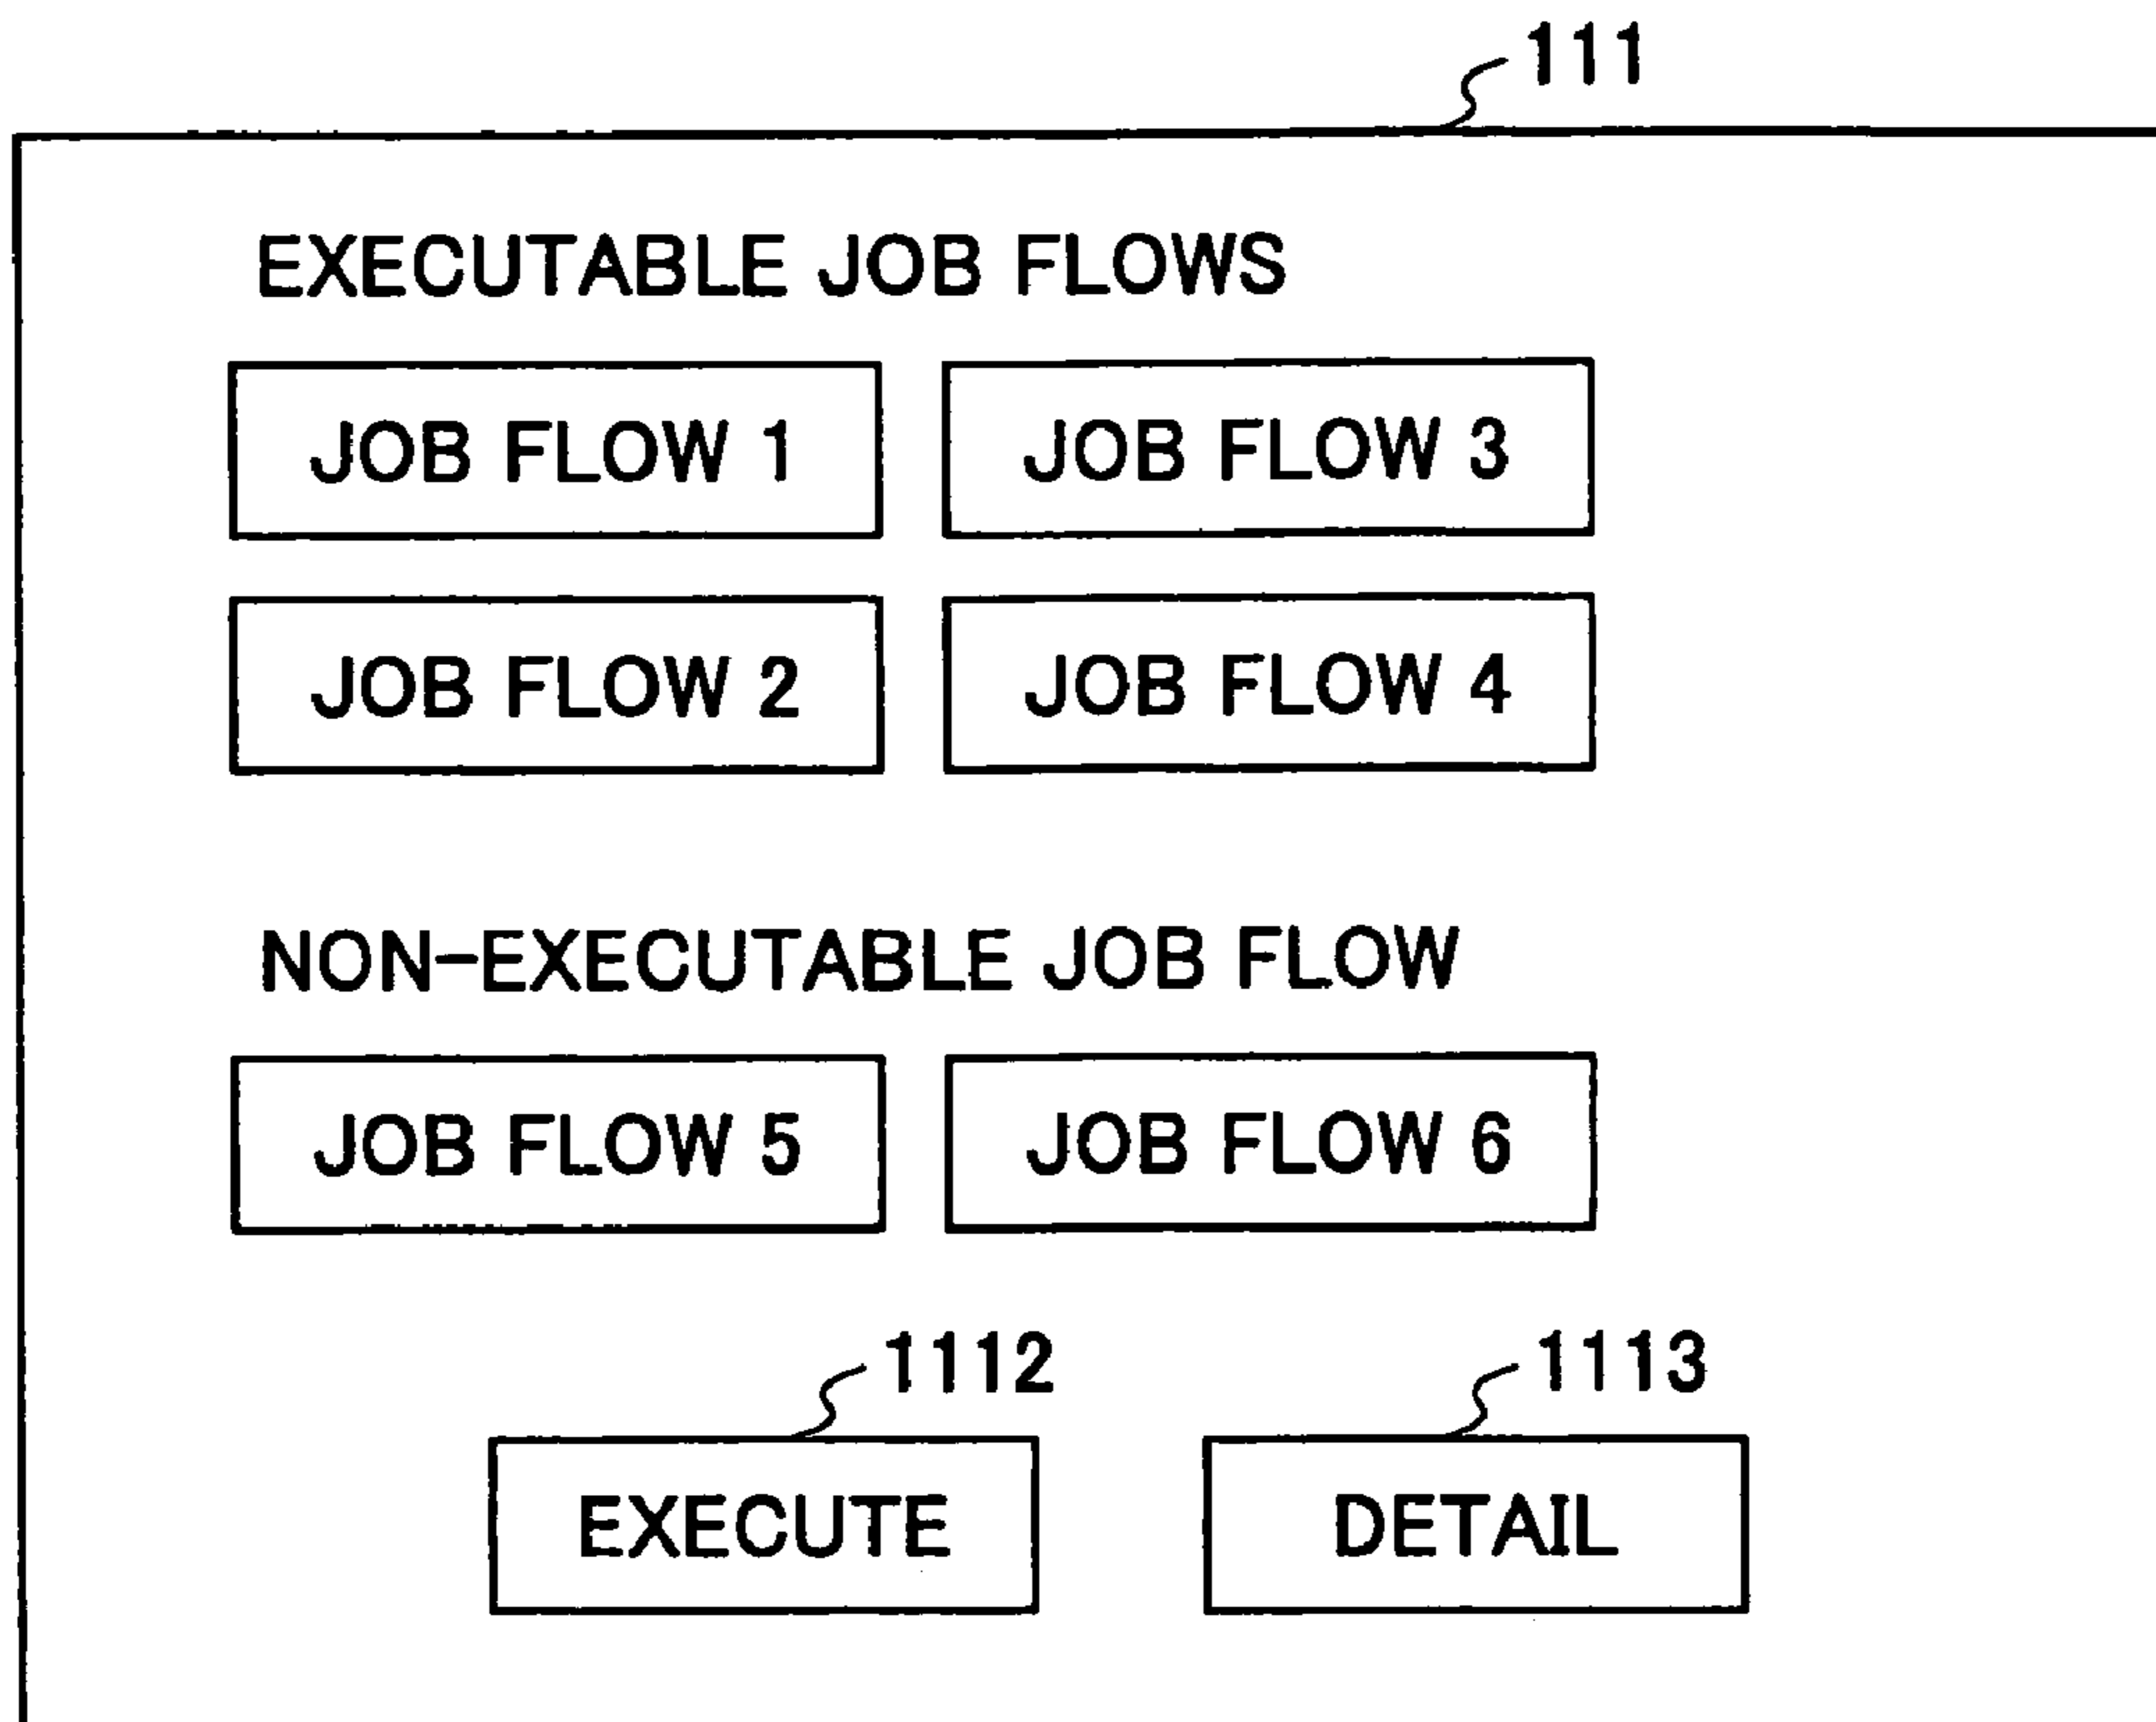 111
EXECUTABLE JOB FLOWS
JOB FLOW 1
JOB FLOW 3
JOB FLOW 2
JOB FLOW 4
NON-EXECUTABLE JOB FLOW
JOB FLOW 5
JOB FLOW 6
1112
1113
EXECUTE
DETAIL